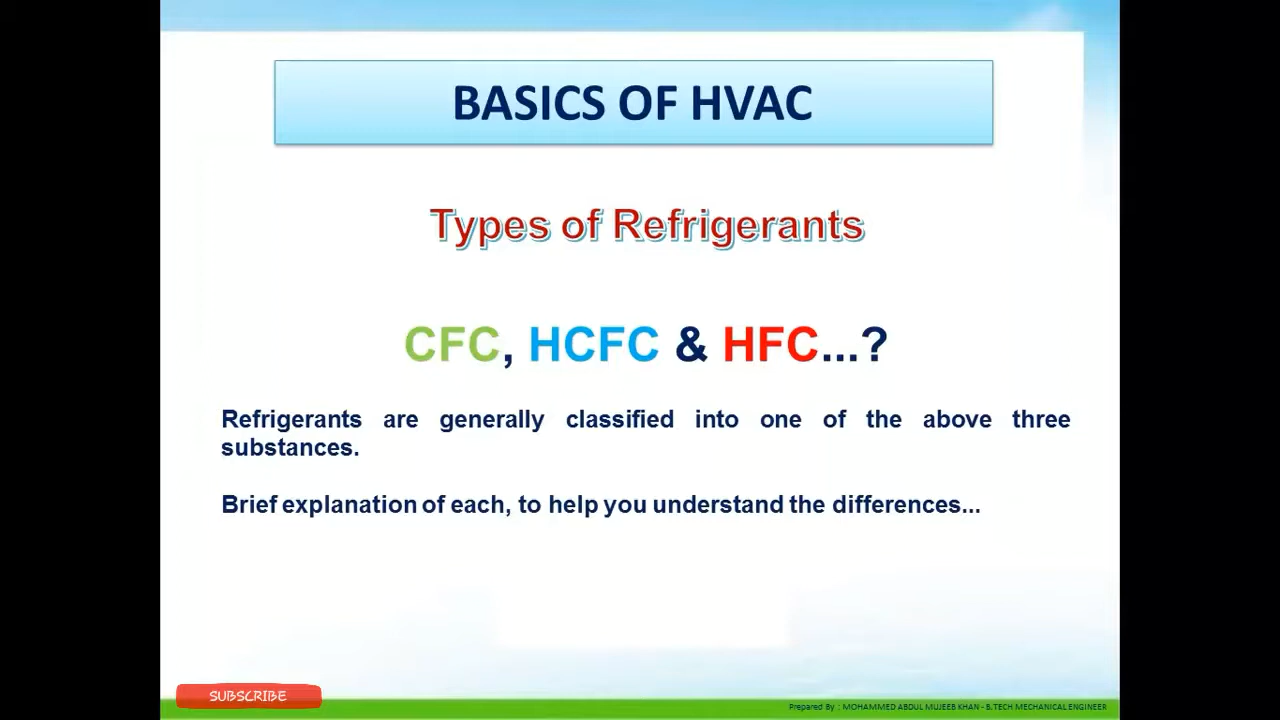 BASICS OF HVAC
Types of Refrigerants
CFC, HCFC & HFC...?
Refrigerants are generally classified into one of the above three
substances.
Brief explanation of each, to help you understand the differences...
SUBSCRIBE
Prepared By : MOHAMMED ABDUL MUJEEB KHAN - B.TECH MECHANICAL ENGINEER